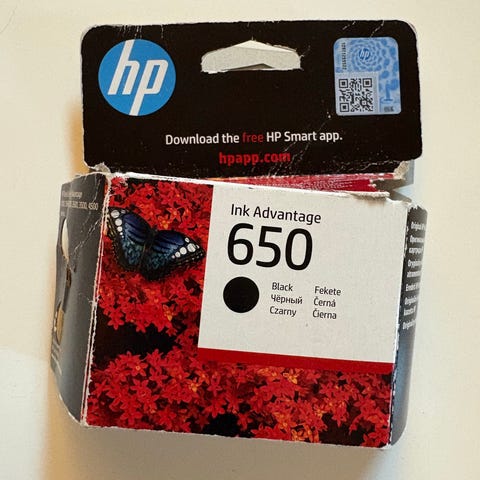 hp
Download the free HP Smart app.
hpapp.com
Ink Advantage
650
Black Fekete
Чёрный Černá
Czarny Čierna